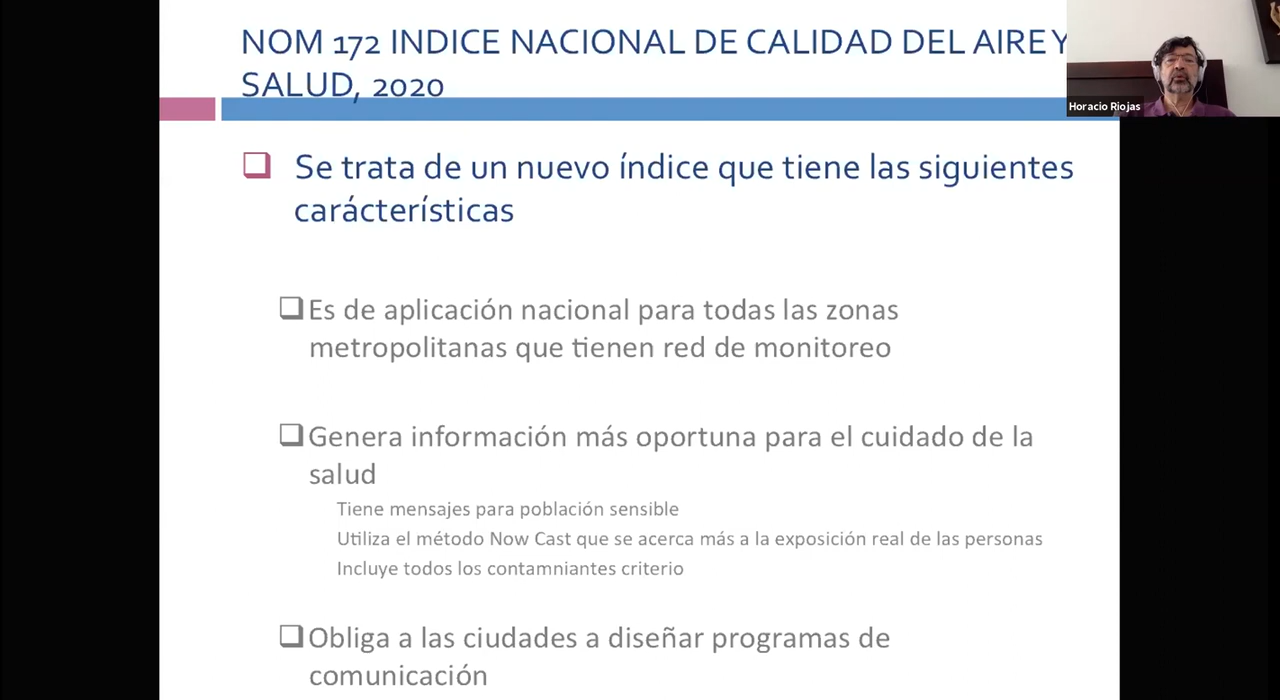 NOM 172 INDICE NACIONAL DE CALIDAD DEL AIRE Y
SALUD, 2020
Horacio Riojas
Se trata de un nuevo índice que tiene las siguientes
carácterísticas
Es de aplicación nacional para todas las zonas
metropolitanas que tienen red de monitoreo
Genera información más oportuna para el cuidado de la
salud
Tiene mensajes para población sensible
Utiliza el método Now Cast que se acerca más a la exposición real de las personas
Incluye todos los contamniantes criterio
Obliga a las ciudades a diseñar programas de
comunicación